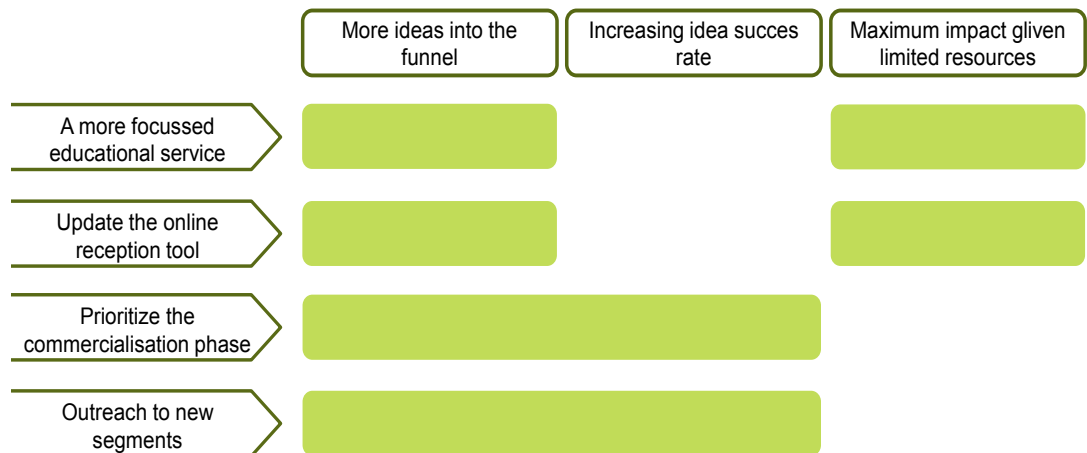 More ideas into the
funnel
Increasing idea succes
rate
Maximum impact gliven
limited resources
A more focussed
educational service
Update the online
reception tool
Prioritize the
commercialisation phase
Outreach to new
segments